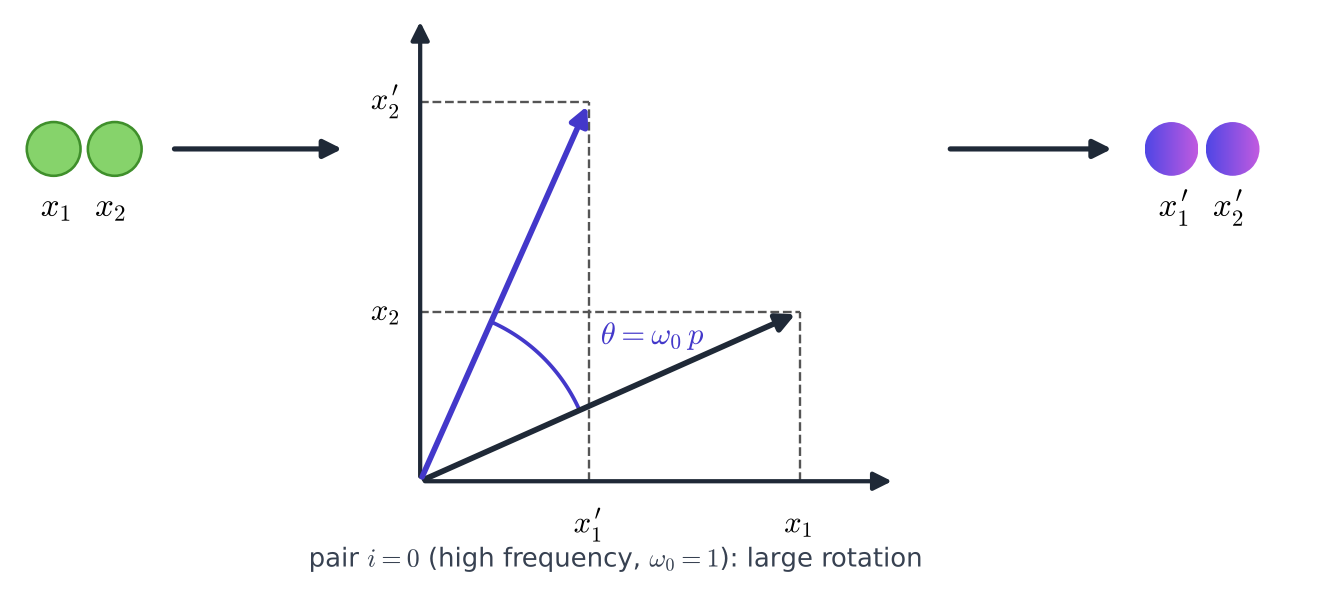 x₂′
x₁ x₂
x₁′ x₂′
x₂
θ = ω₀ p
x₁′ x₁
pair i = 0 (high frequency, ω₀ = 1): large rotation